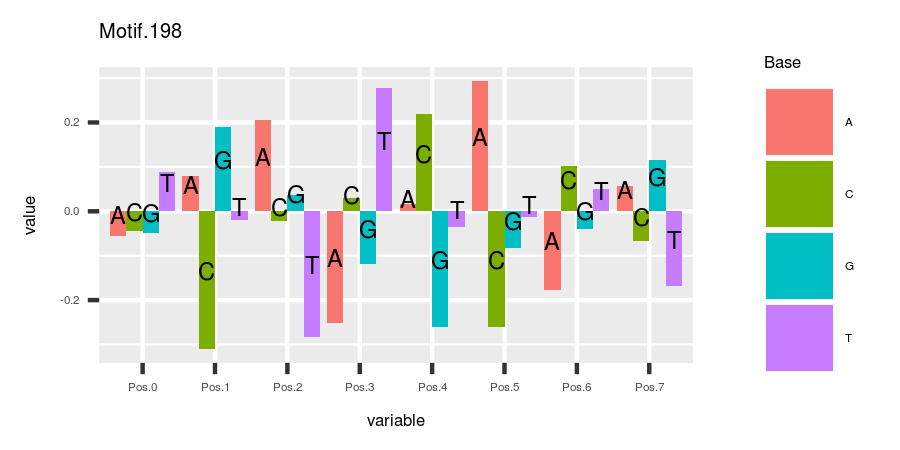 Motif.198
value
0.2
0.0
-0.2
A C G T A C G T A C G T A C G T A C G T A C G T A C G T A C G T
Pos.0 Pos.1 Pos.2 Pos.3 Pos.4 Pos.5 Pos.6 Pos.7
variable
Base
A
C
G
T